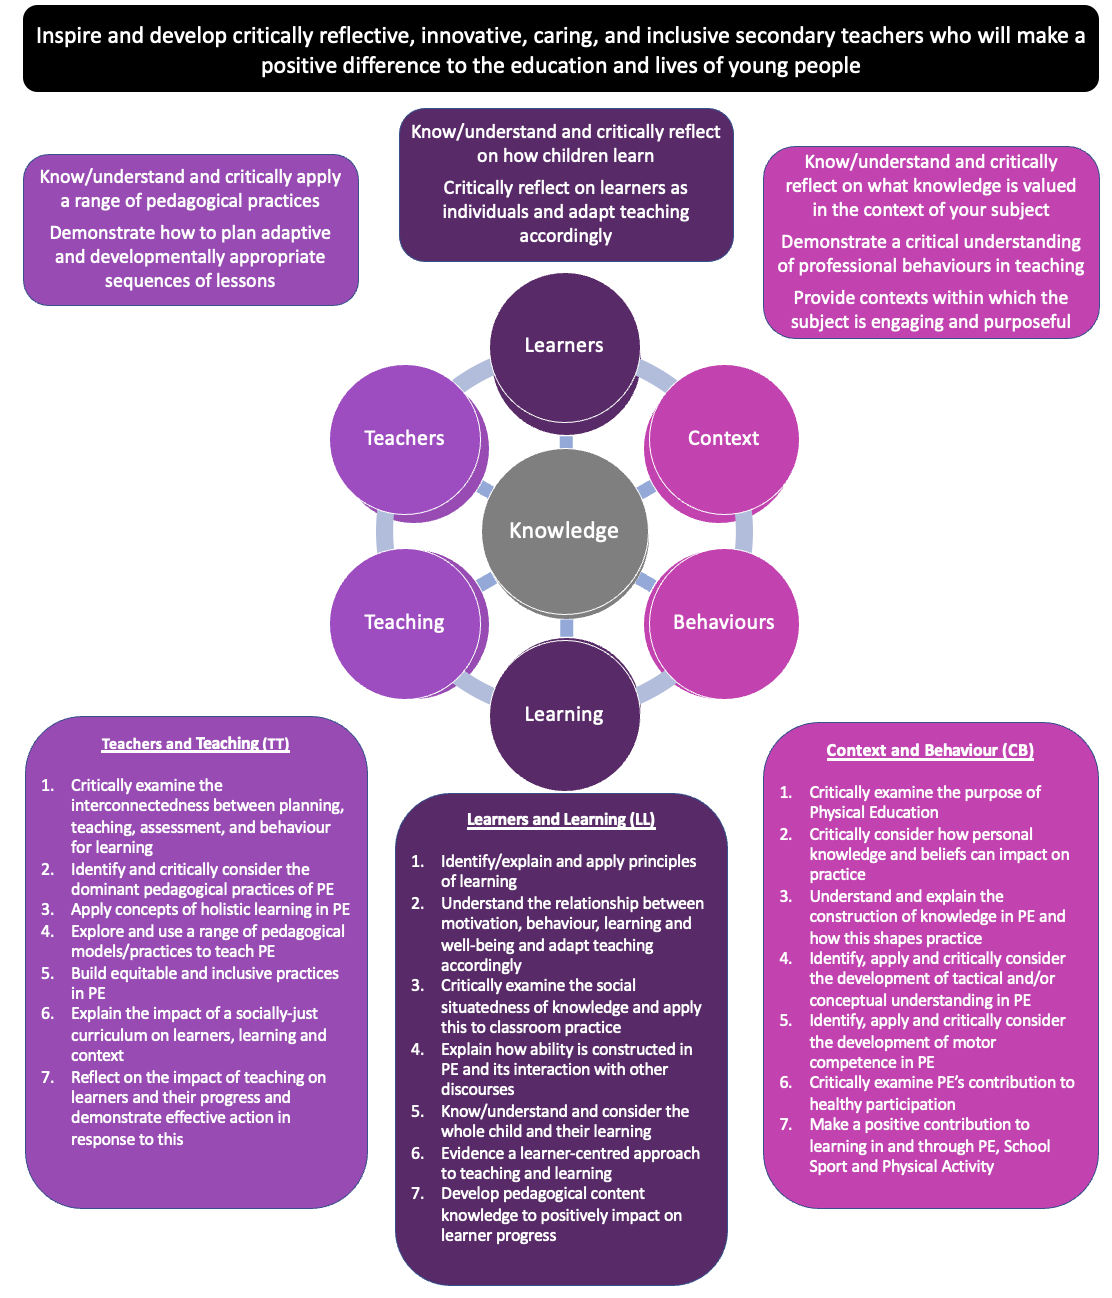 Inspire and develop critically reflective, innovative, caring, and inclusive secondary teachers who will make a
positive difference to the education and lives of young people
Know/understand and critically apply
a range of pedagogical practices
Demonstrate how to plan adaptive
and developmentally appropriate
sequences of lessons
Know/understand and critically reflect
on how children learn
Critically reflect on learners as
individuals and adapt teaching
accordingly
Know/understand and critically
reflect on what knowledge is valued
in the context of your subject
Demonstrate a critical understanding
of professional behaviours in teaching
Provide contexts within which the
subject is engaging and purposeful
Learners
Teachers
Context
Knowledge
Teaching
Behaviours
Learning
Teachers and Teaching (TT)
1. Critically examine the
interconnectedness between planning,
teaching, assessment, and behaviour
for learning
2. Identify and critically consider the
dominant pedagogical practices of PE
3. Apply concepts of holistic learning in PE
4. Explore and use a range of pedagogical
models/practices to teach PE
5. Build equitable and inclusive practices
in PE
6. Explain the impact of a socially-just
curriculum on learners, learning and
context
7. Reflect on the impact of teaching on
learners and their progress and
demonstrate effective action in
response to this
Learners and Learning (LL)
1. Identify/explain and apply principles
of learning
2. Understand the relationship between
motivation, behaviour, learning and
well-being and adapt teaching
accordingly
3. Critically examine the social
situatedness of knowledge and apply
this to classroom practice
4. Explain how ability is constructed in
PE and its interaction with other
discourses
5. Know/understand and consider the
whole child and their learning
6. Evidence a learner-centred approach
to teaching and learning
7. Develop pedagogical content
knowledge to positively impact on
learner progress
Context and Behaviour (CB)
1. Critically examine the purpose of
Physical Education
2. Critically consider how personal
knowledge and beliefs can impact on
practice
3. Understand and explain the
construction of knowledge in PE and
how this shapes practice
4. Identify, apply and critically consider
the development of tactical and/or
conceptual understanding in PE
5. Identify, apply and critically consider
the development of motor
competence in PE
6. Critically examine PE's contribution to
healthy participation
7. Make a positive contribution to
learning in and through PE, School
Sport and Physical Activity